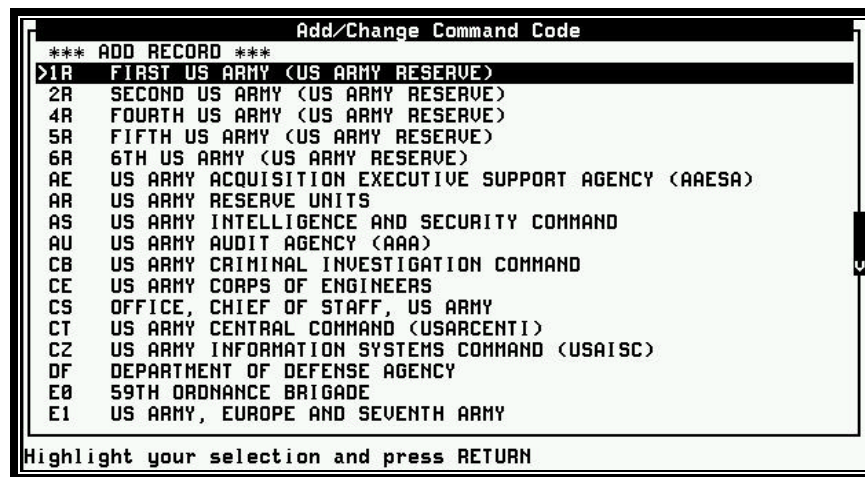 Add/Change Command Code
*** ADD RECORD ***
>1R FIRST US ARMY (US ARMY RESERVE)
2R SECOND US ARMY (US ARMY RESERVE)
4R FOURTH US ARMY (US ARMY RESERVE)
5R FIFTH US ARMY (US ARMY RESERVE)
6R 6TH US ARMY (US ARMY RESERVE)
AE US ARMY ACQUISITION EXECUTIVE SUPPORT AGENCY (AAESA)
AR US ARMY RESERVE UNITS
AS US ARMY INTELLIGENCE AND SECURITY COMMAND
AU US ARMY AUDIT AGENCY (AAA)
CB US ARMY CRIMINAL INVESTIGATION COMMAND
CE US ARMY CORPS OF ENGINEERS
CS OFFICE, CHIEF OF STAFF, US ARMY
CT US ARMY CENTRAL COMMAND (USARCENTI)
CZ US ARMY INFORMATION SYSTEMS COMMAND (USAISC)
DF DEPARTMENT OF DEFENSE AGENCY
E0 59TH ORDNANCE BRIGADE
E1 US ARMY, EUROPE AND SEVENTH ARMY
Highlight your selection and press RETURN